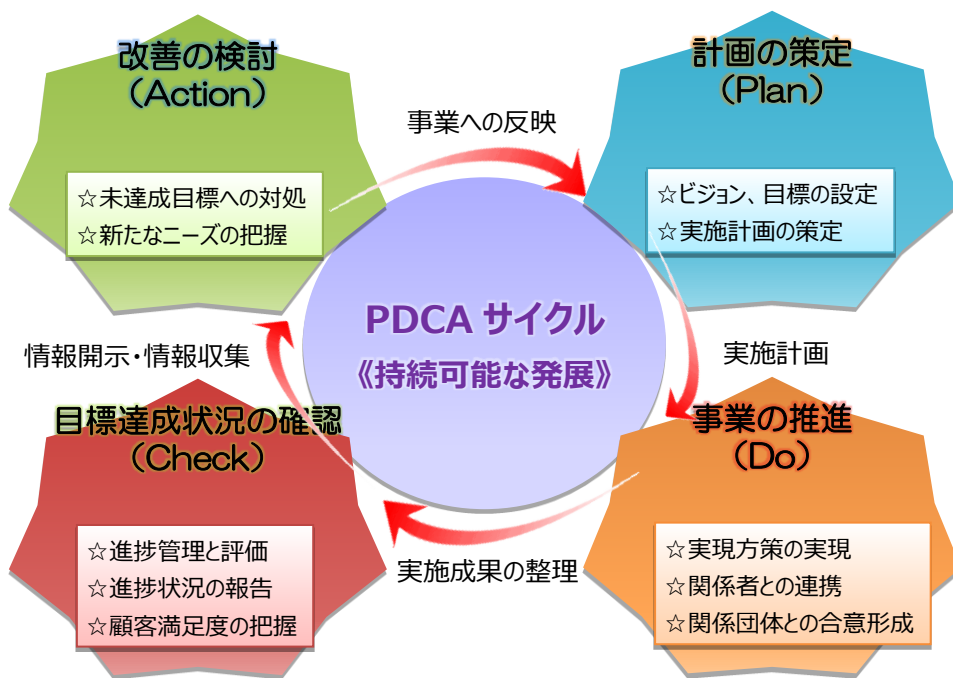 改善の検討
(Action)
☆未達成目標への対処
☆新たなニーズの把握
事業への反映
計画の策定
(Plan)
☆ビジョン、目標の設定
☆実施計画の策定
PDCA サイクル
《持続可能な発展》
情報開示・情報収集
実施計画
目標達成状況の確認
(Check)
☆進捗管理と評価
☆進捗状況の報告
☆顧客満足度の把握
実施成果の整理
事業の推進
(Do)
☆実現方策の実現
☆関係者との連携
☆関係団体との合意形成